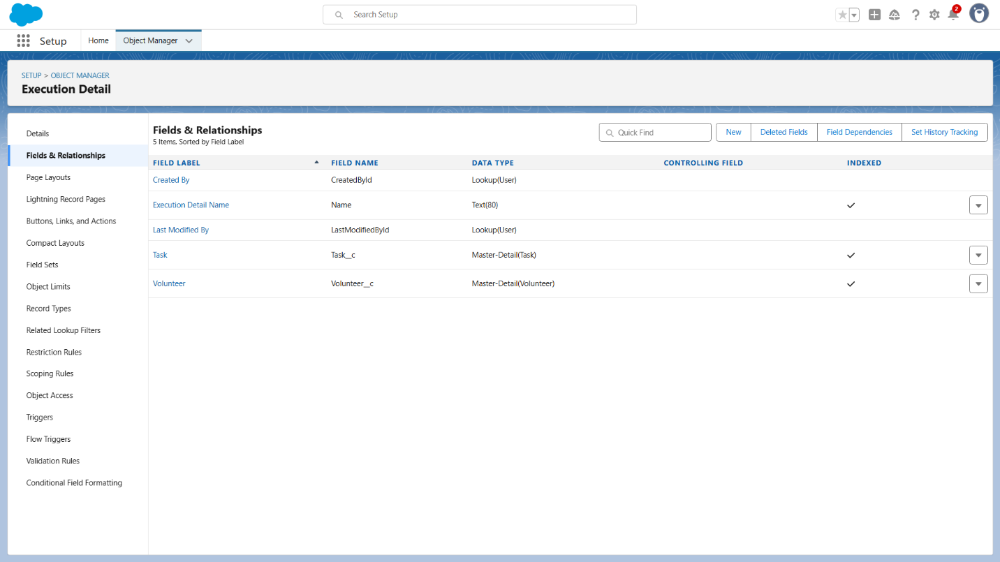 Search Setup
2
Setup
Home
Object Manager
SETUP > OBJECT MANAGER
Execution Detail
Details
Fields & Relationships
Page Layouts
Lightning Record Pages
Buttons, Links, and Actions
Compact Layouts
Field Sets
Object Limits
Record Types
Related Lookup Filters
Restriction Rules
Scoping Rules
Object Access
Triggers
Flow Triggers
Validation Rules
Conditional Field Formatting
Fields & Relationships
5 Items, Sorted by Field Label
Quick Find
New
Deleted Fields
Field Dependencies
Set History Tracking
FIELD LABEL FIELD NAME DATA TYPE CONTROLLING FIELD INDEXED
Created By CreatedById Lookup(User)
Execution Detail Name Name Text(80)
Last Modified By LastModifiedById Lookup(User)
Task Task__c Master-Detail(Task)
Volunteer Volunteer__c Master-Detail(Volunteer)